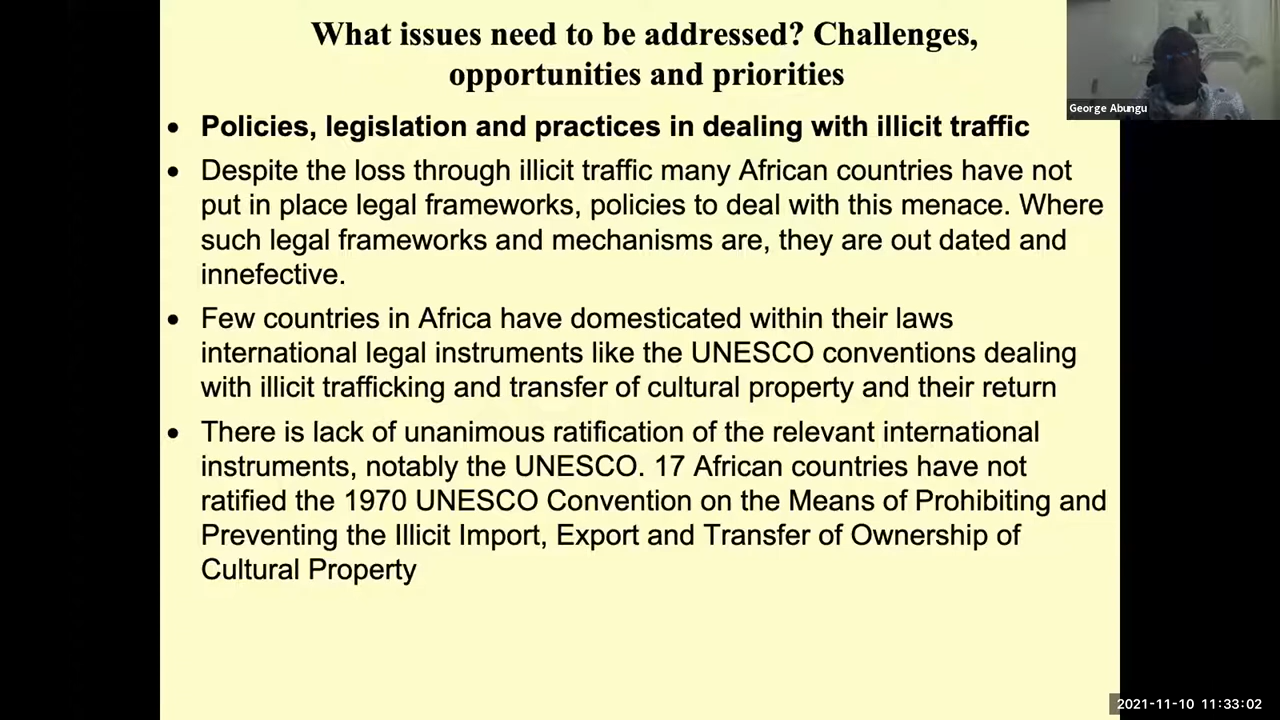 What issues need to be addressed? Challenges,
opportunities and priorities
George Abungu
• Policies, legislation and practices in dealing with illicit traffic
• Despite the loss through illicit traffic many African countries have not
put in place legal frameworks, policies to deal with this menace. Where
such legal frameworks and mechanisms are, they are out dated and
innefective.
• Few countries in Africa have domesticated within their laws
international legal instruments like the UNESCO conventions dealing
with illicit trafficking and transfer of cultural property and their return
• There is lack of unanimous ratification of the relevant international
instruments, notably the UNESCO. 17 African countries have not
ratified the 1970 UNESCO Convention on the Means of Prohibiting and
Preventing the Illicit Import, Export and Transfer of Ownership of
Cultural Property
2021-11-10 11:33:02